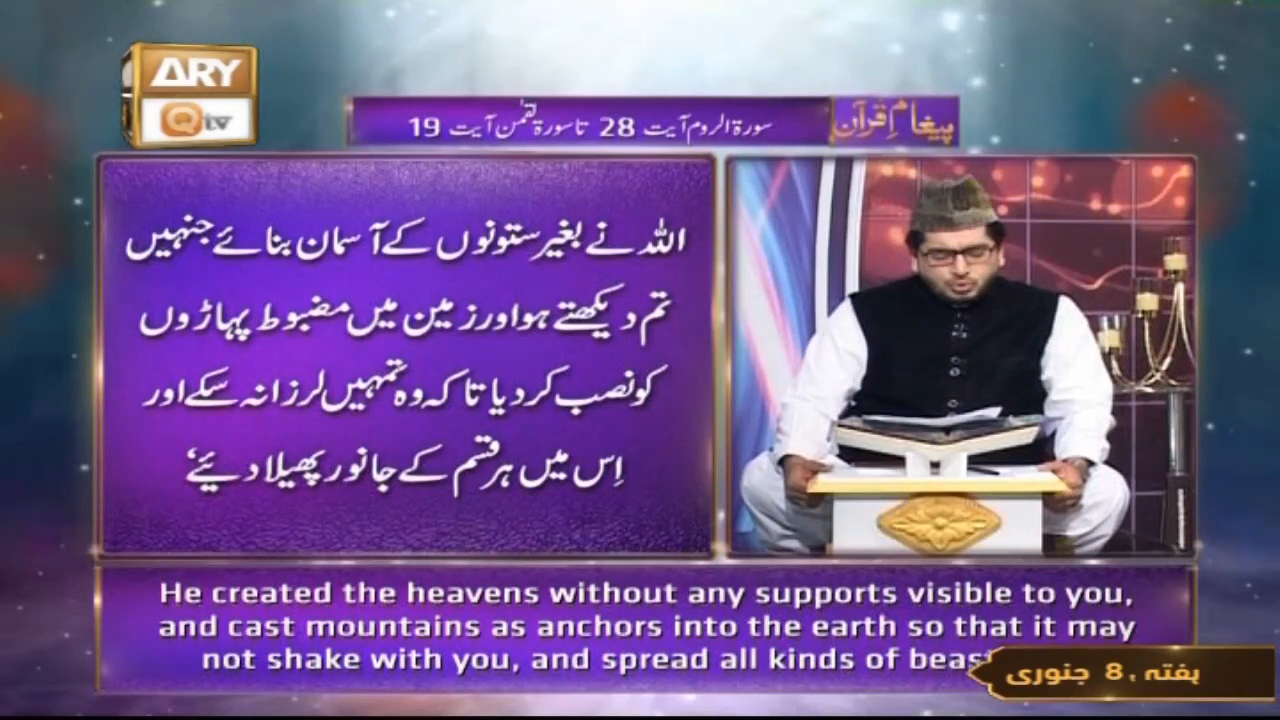 ARY
Qtv
پیغامِ قرآن
سورۃ الروم آیت 28 تا سورۃ لقمٰن آیت 19
اللہ نے بغیر ستونوں کے آسمان بنائے جنہیں
تم دیکھتے ہو اور زمین میں مضبوط پہاڑوں
کو نصب کر دیا تا کہ وہ تمہیں لرزا نہ سکے اور
اِس میں ہر قسم کے جانور پھیلا دیئے،
He created the heavens without any supports visible to you,
and cast mountains as anchors into the earth so that it may
not shake with you, and spread all kinds of
ہفتہ، 8 جنوری